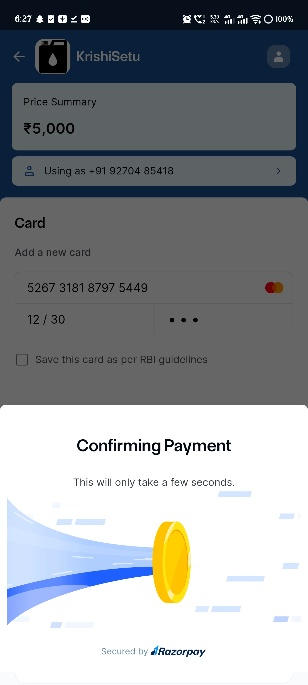 6:27
100%
KrishiSetu
Price Summary
₹5,000
Using as +91 92704 85418
Card
Add a new card
5267 3181 8797 5449
12 / 30
Save this card as per RBI guidelines
Confirming Payment
This will only take a few seconds.
Secured by Razorpay